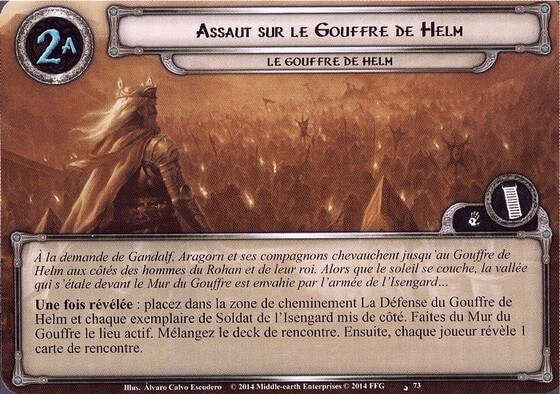 2A
Assaut sur le Gouffre de Helm
Le Gouffre de Helm
À la demande de Gandalf, Aragorn et ses compagnons chevauchent jusqu'au Gouffre de
Helm aux côtés des hommes du Rohan et de leur roi. Alors que le soleil se couche, la vallée
qui s'étale devant le Mur du Gouffre est envahie par l'armée de l'Isengard...
Une fois révélée : placez dans la zone de cheminement La Défense du Gouffre de
Helm et chaque exemplaire de Soldat de l'Isengard mis de côté. Faites du Mur du
Gouffre le lieu actif. Mélangez le deck de rencontre. Ensuite, chaque joueur révèle 1
carte de rencontre.
Illus. Álvaro Calvo Escudero © 2014 Middle-earth Enterprises © 2014 FFG 73